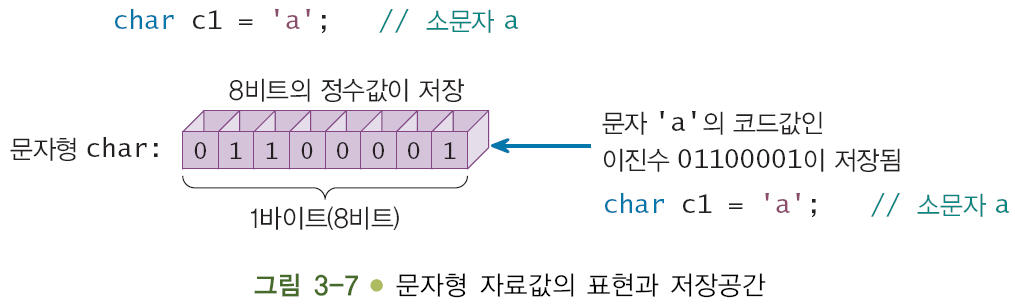 char c1 = 'a'; // 소문자 a
8비트의 정수값이 저장
문자형 char: 0 1 1 0 0 0 0 1
1바이트(8비트)
문자 'a'의 코드값인
이진수 01100001이 저장됨
char c1 = 'a'; // 소문자 a
그림 3-7 ● 문자형 자료값의 표현과 저장공간